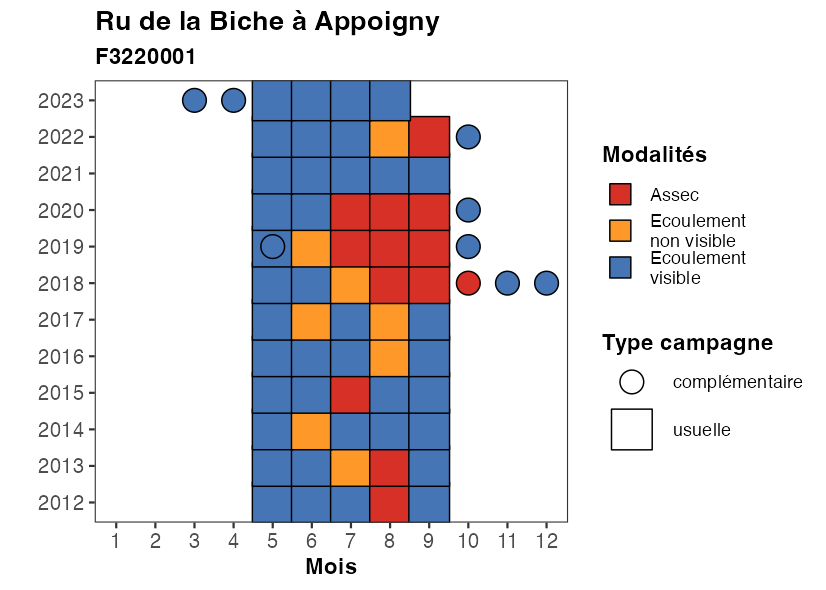 Ru de la Biche à Appoigny
F3220001
2023
2022
2021
2020
2019
2018
2017
2016
2015
2014
2013
2012
1 2 3 4 5 6 7 8 9 10 11 12
Mois
Modalités
Assec
Ecoulement
non visible
Ecoulement
visible
Type campagne
complémentaire
usuelle